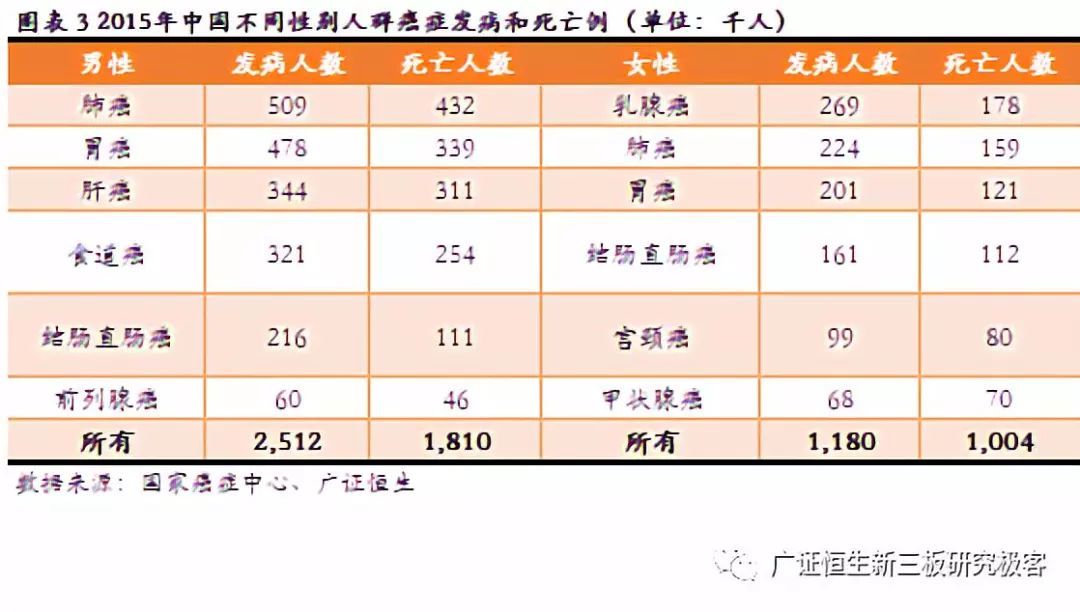 图表 3 2015年中国不同性别人群癌症发病和死亡例（单位：千人）
男性 发病人数 死亡人数 女性 发病人数 死亡人数
肺癌 509 432 乳腺癌 269 178
胃癌 478 339 肺癌 224 159
肝癌 344 311 胃癌 201 121
食道癌 321 254 结肠直肠癌 161 112
结肠直肠癌 216 111 宫颈癌 99 80
前列腺癌 60 46 甲状腺癌 68 70
所有 2,512 1,810 所有 1,180 1,004
数据来源：国家癌症中心、广证恒生
广证恒生新三板研究极客